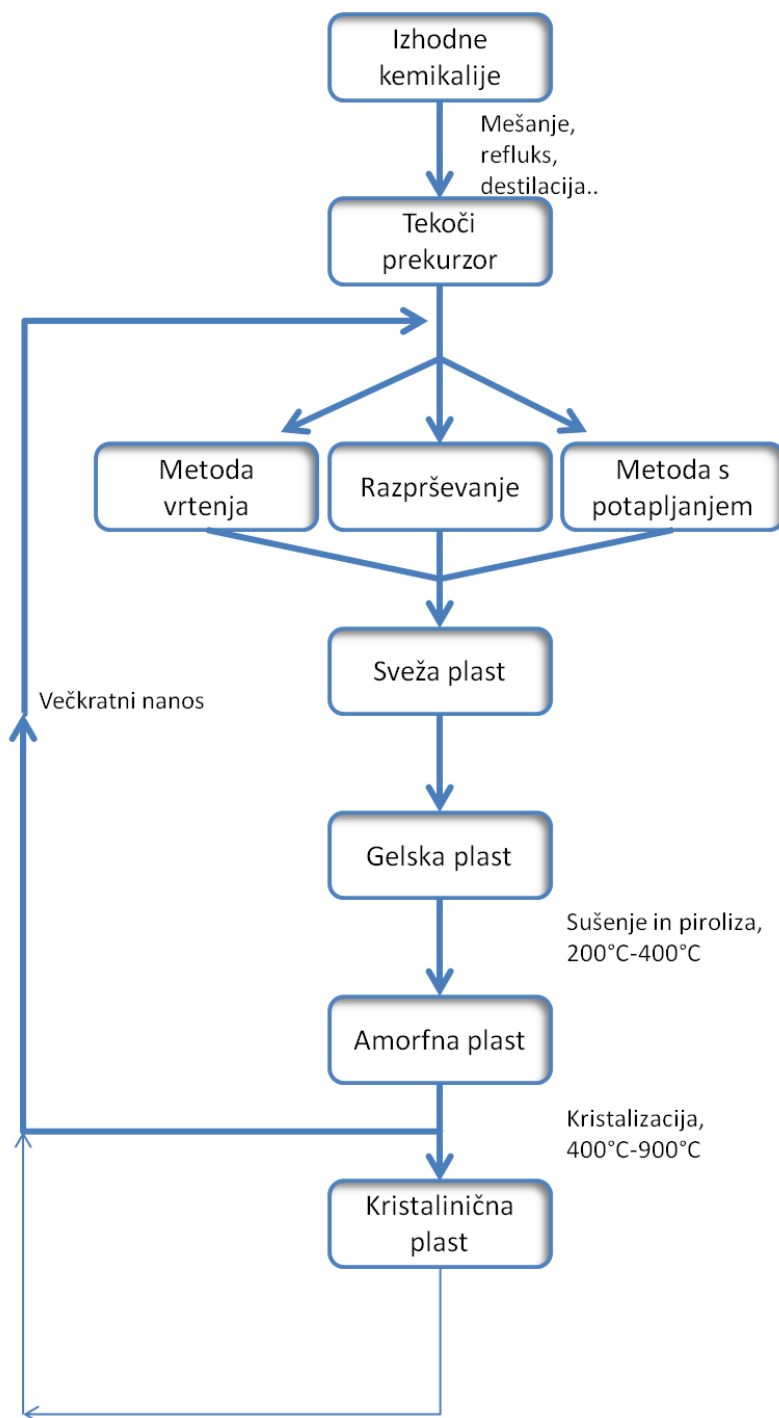 Izhodne
kemikalije
Mešanje,
refluks,
destilacija..
Tekoči
prekurzor
Metoda
vrtenja
Razprševanje
Metoda s
potapljanjem
Sveža plast
Večkratni nanos
Gelska plast
Sušenje in piroliza,
200°C-400°C
Amorfna plast
Kristalizacija,
400°C-900°C
Kristalinična
plast